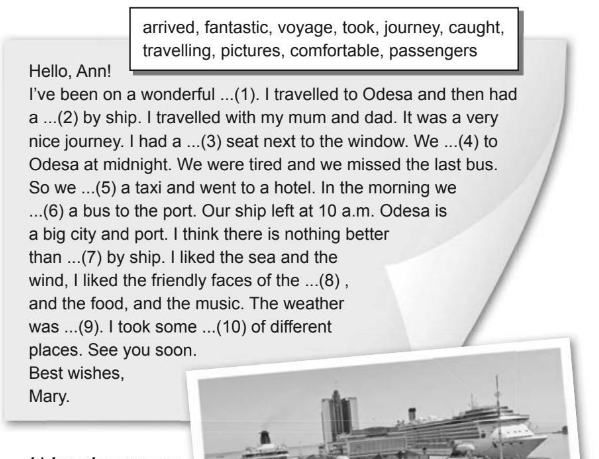 arrived, fantastic, voyage, took, journey, caught,
travelling, pictures, comfortable, passengers
Hello, Ann!
I've been on a wonderful ...(1). I travelled to Odesa and then had
a ...(2) by ship. I travelled with my mum and dad. It was a very
nice journey. I had a ...(3) seat next to the window. We ...(4) to
Odesa at midnight. We were tired and we missed the last bus.
So we ...(5) a taxi and went to a hotel. In the morning we
...(6) a bus to the port. Our ship left at 10 a.m. Odesa is
a big city and port. I think there is nothing better
than ...(7) by ship. I liked the sea and the
wind, I liked the friendly faces of the ...(8) ,
and the food, and the music. The weather
was ...(9). I took some ...(10) of different
places. See you soon.
Best wishes,
Mary.